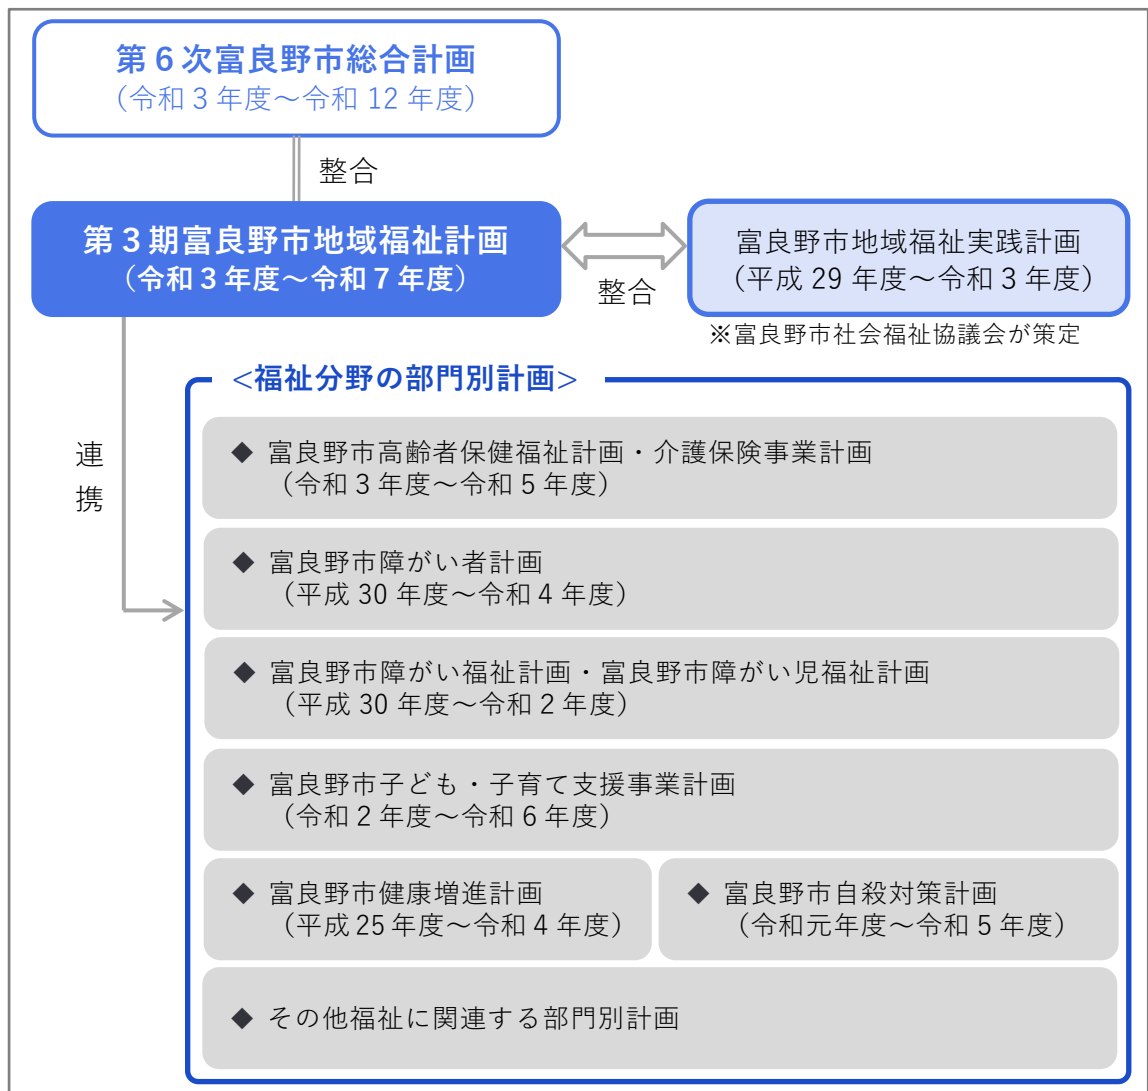 第6次富良野市総合計画
（令和3年度～令和12年度）
整合
第3期富良野市地域福祉計画
（令和3年度～令和7年度）
整合
富良野市地域福祉実践計画
（平成29年度～令和3年度）
※富良野市社会福祉協議会が策定
連携
<福祉分野の部門別計画>
◆ 富良野市高齢者保健福祉計画・介護保険事業計画
（令和3年度～令和5年度）
◆ 富良野市障がい者計画
（平成30年度～令和4年度）
◆ 富良野市障がい福祉計画・富良野市障がい児福祉計画
（平成30年度～令和2年度）
◆ 富良野市子ども・子育て支援事業計画
（令和2年度～令和6年度）
◆ 富良野市健康増進計画
（平成25年度～令和4年度）
◆ 富良野市自殺対策計画
（令和元年度～令和5年度）
◆ その他福祉に関連する部門別計画